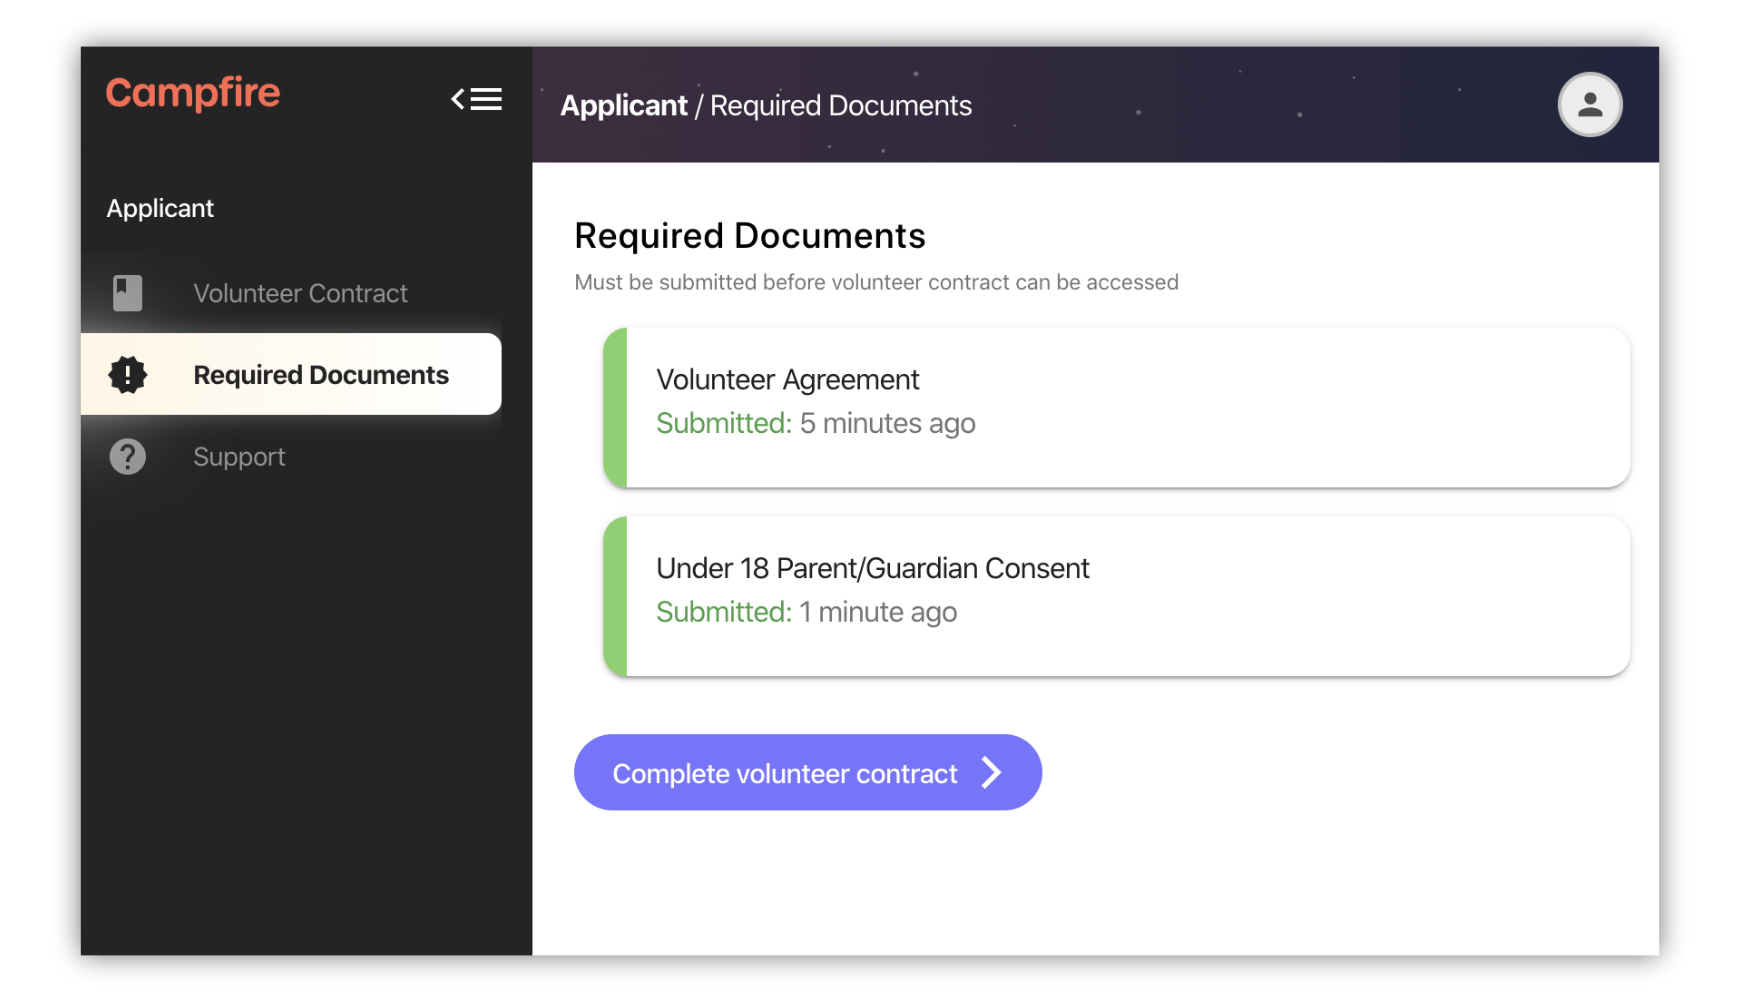 Campfire
Applicant / Required Documents
Applicant
Volunteer Contract
Required Documents
Support
Required Documents
Must be submitted before volunteer contract can be accessed
Volunteer Agreement
Submitted: 5 minutes ago
Under 18 Parent/Guardian Consent
Submitted: 1 minute ago
Complete volunteer contract